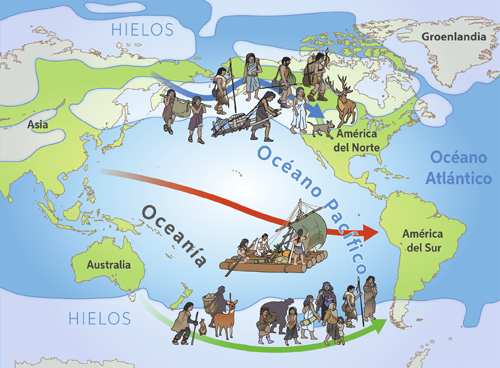 HIELOS
Groenlandia
Asia
América
del Norte
Océano
Atlántico
Océano Pacífico
Oceanía
América
del Sur
Australia
HIELOS